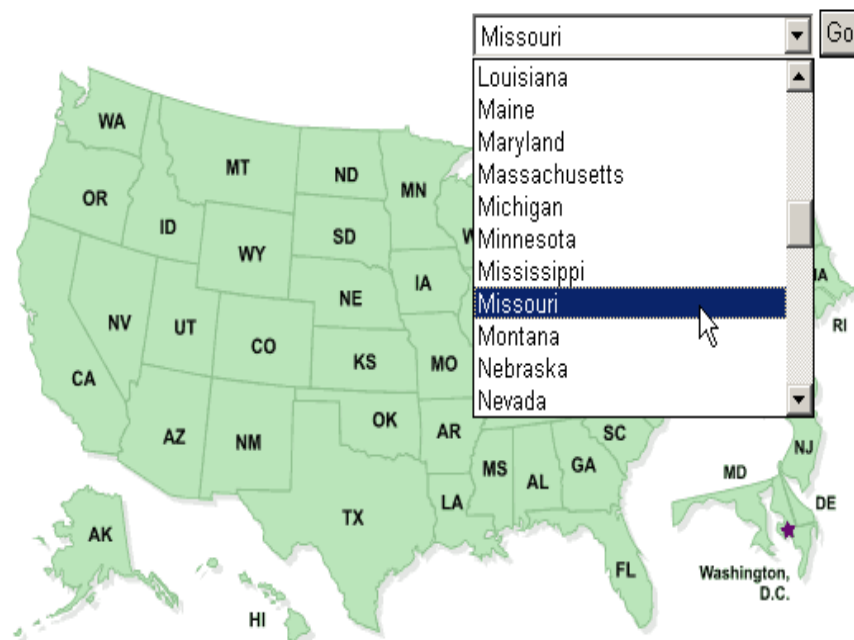 Missouri
Go
Louisiana
Maine
Maryland
Massachusetts
Michigan
Minnesota
Mississippi
Missouri
Montana
Nebraska
Nevada
WA
MT
ND
MN
OR
ID
SD
WY
IA
NE
NV
UT
CO
KS
MO
CA
RI
AZ
NM
OK
AR
SC
NJ
MS
AL
GA
MD
LA
DE
TX
AK
FL
Washington,
D.C.
HI